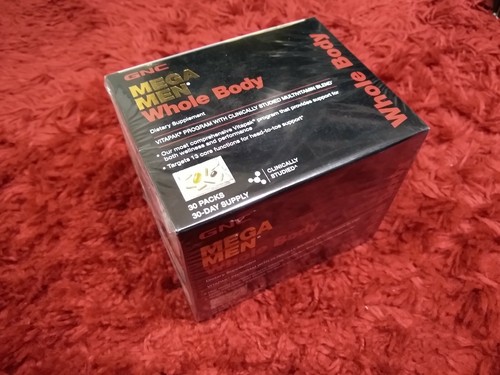 GNC
MEGA
MEN®
Whole Body
Dietary Supplement
VITAPAK® PROGRAM WITH CLINICALLY STUDIED MULTIVITAMIN BLEND*
• Our most comprehensive Vitapak® program that provides support for
both wellness and performance
• Targets 13 core functions for head-to-toe support*
CLINICALLY
STUDIED*
30 PACKS
30-DAY SUPPLY
Whole Body
GNC
MEGA
MEN